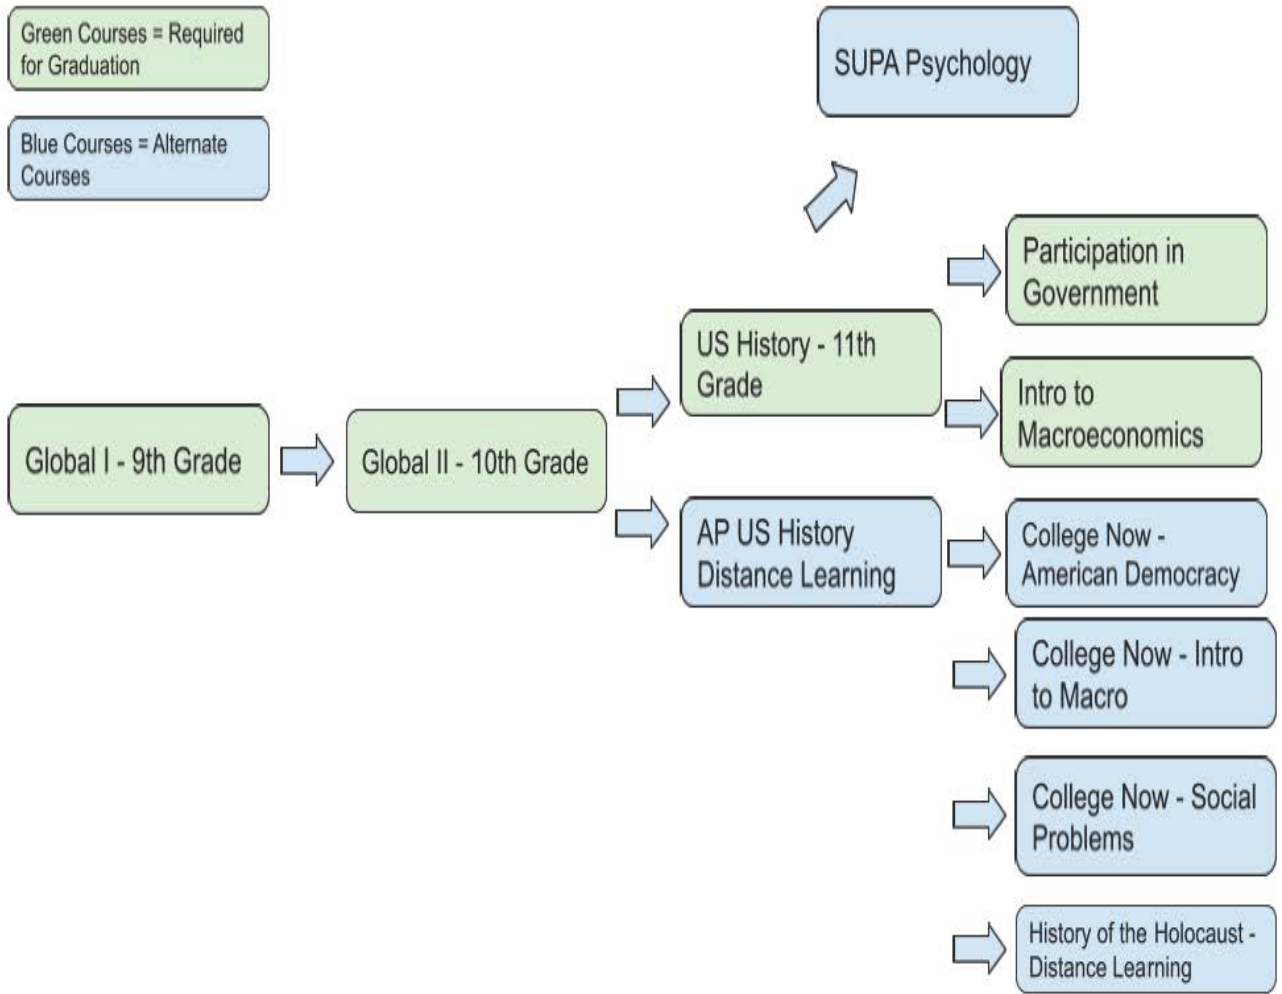 Green Courses = Required
for Graduation
Blue Courses = Alternate
Courses
SUPA Psychology
Participation in
Government
US History - 11th
Grade
Intro to
Macroeconomics
Global I - 9th Grade
Global II - 10th Grade
AP US History
Distance Learning
College Now -
American Democracy
College Now - Intro
to Macro
College Now - Social
Problems
History of the Holocaust -
Distance Learning